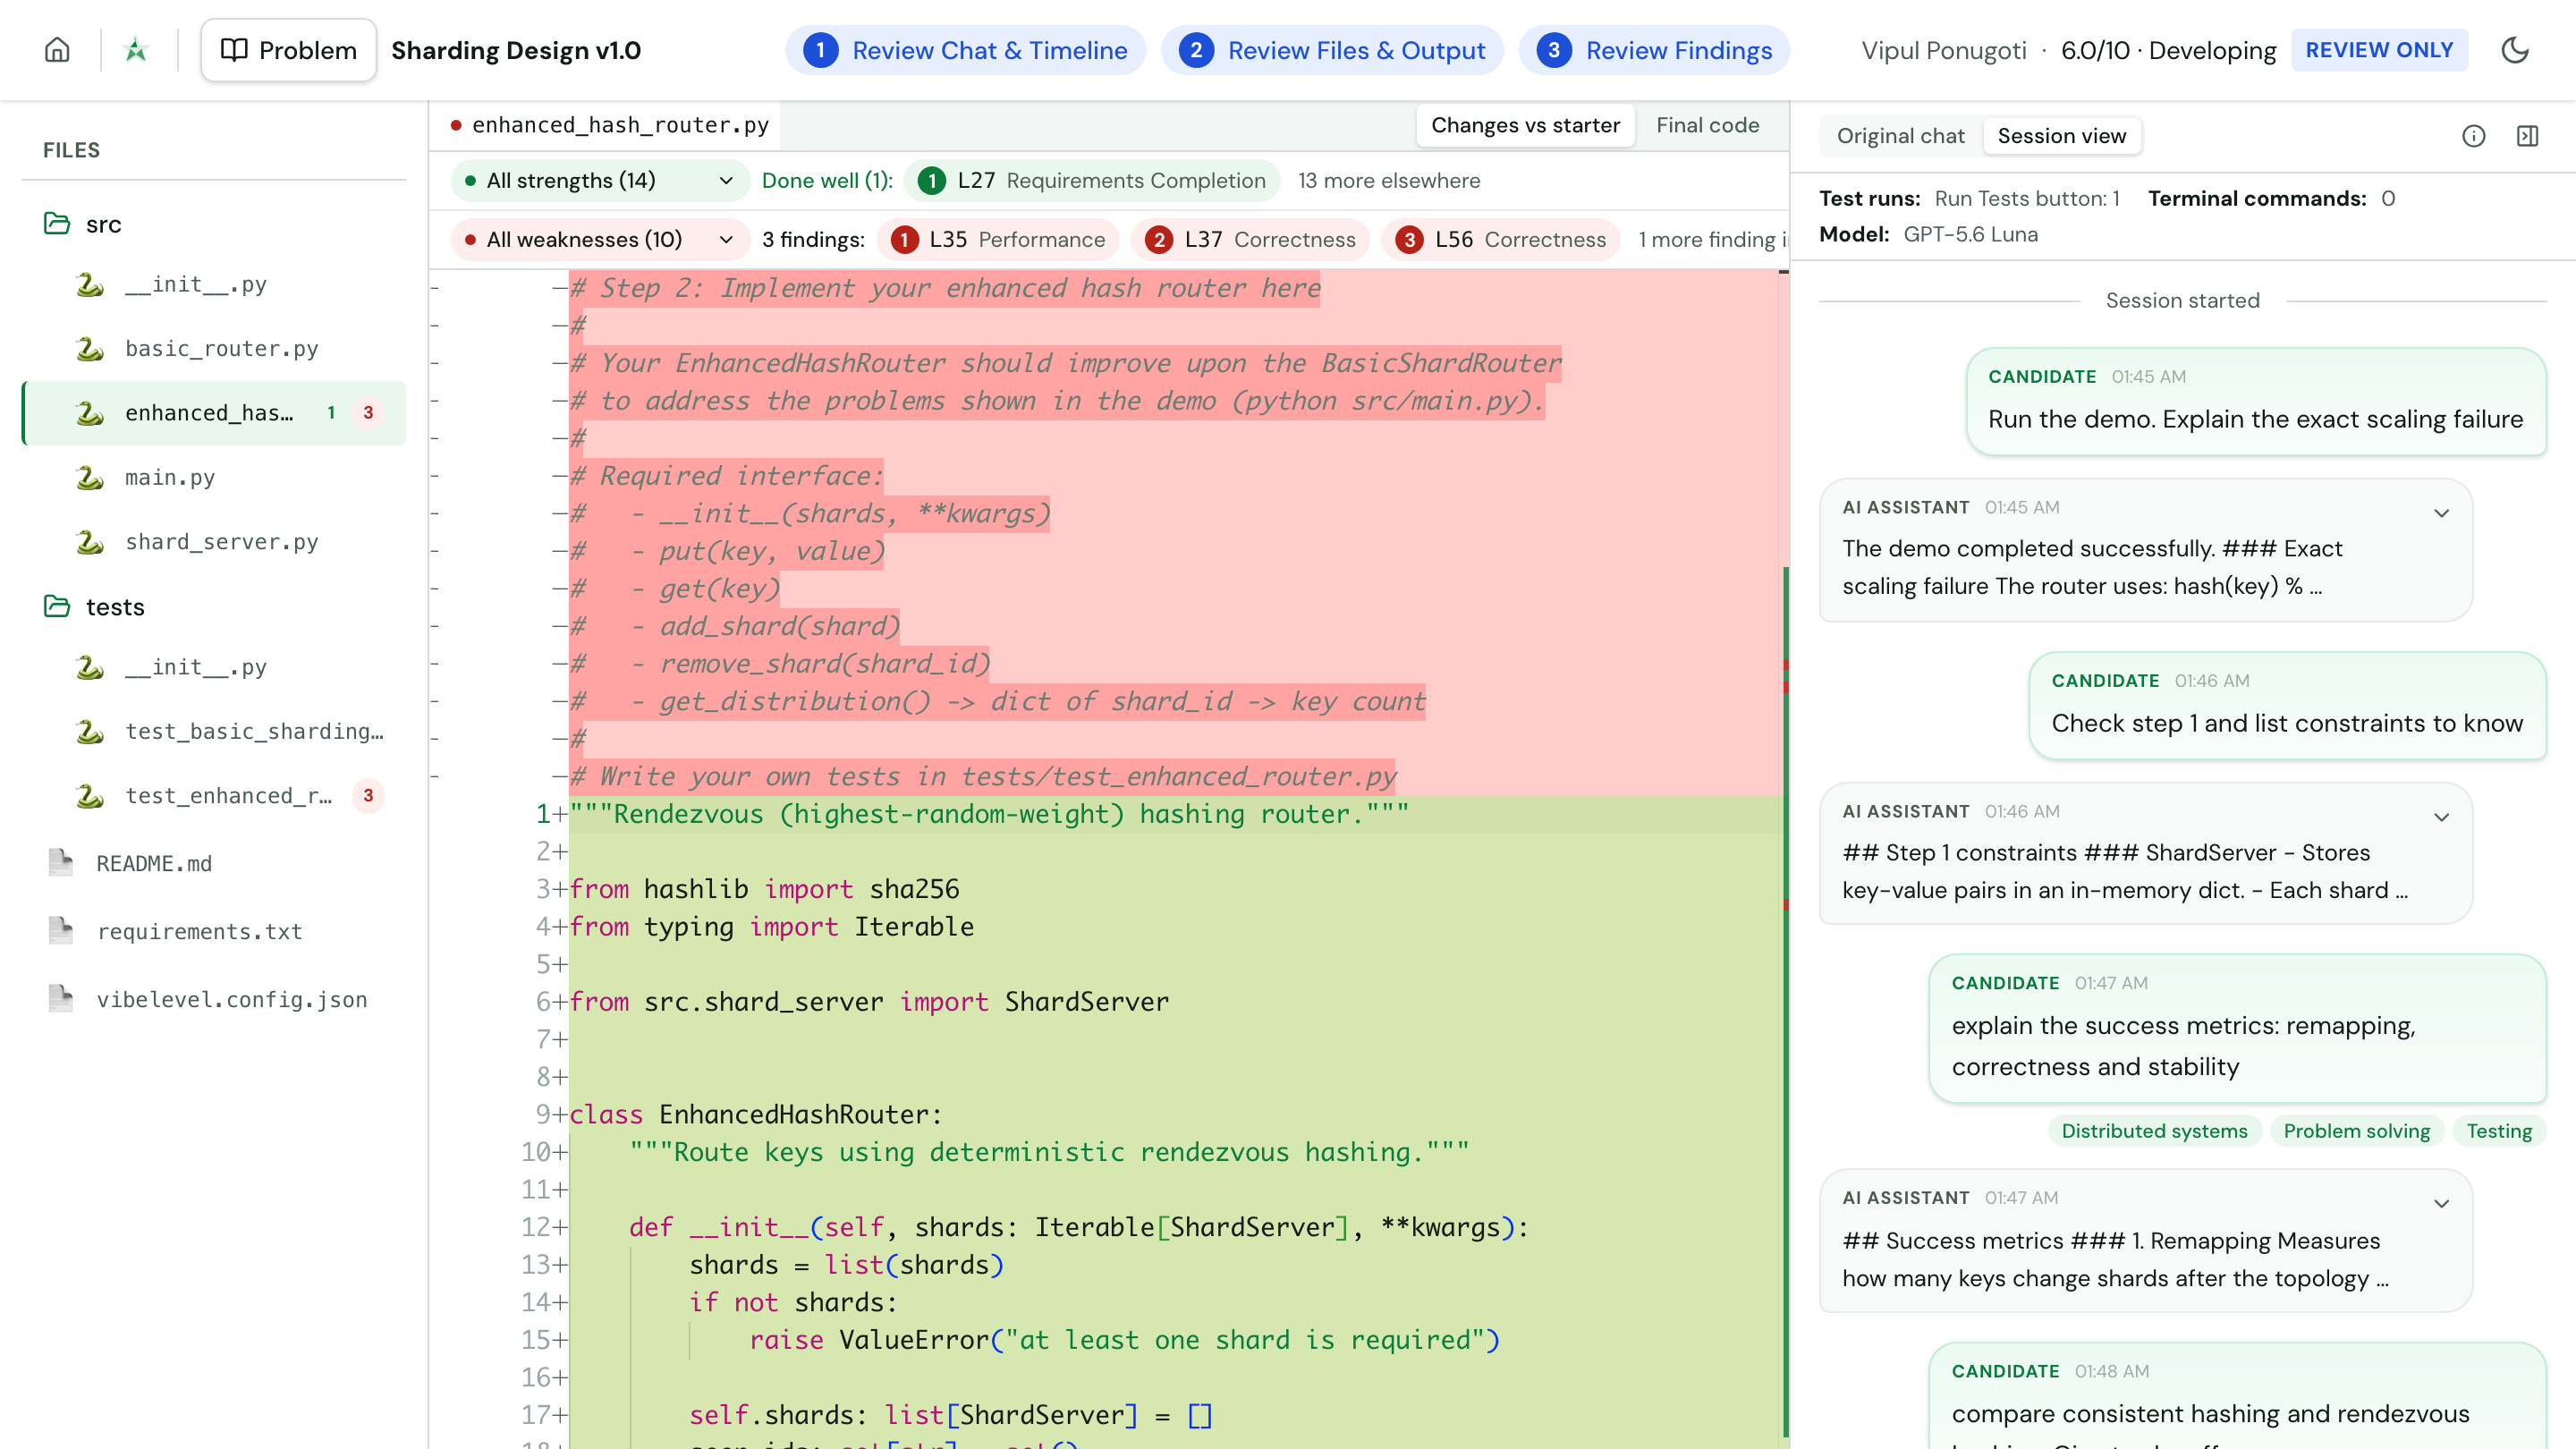 Problem
Sharding Design v1.0
1 Review Chat & Timeline
2 Review Files & Output
3 Review Findings
Vipul Ponugoti · 6.0/10 · Developing
REVIEW ONLY
FILES
src
__init__.py
basic_router.py
enhanced_has... 1 3
main.py
shard_server.py
tests
__init__.py
test_basic_sharding...
test_enhanced_r... 3
README.md
requirements.txt
vibelevel.config.json
enhanced_hash_router.py
Changes vs starter
Final code
All strengths (14)
Done well (1): 1 L27 Requirements Completion 13 more elsewhere
All weaknesses (10)
3 findings: 1 L35 Performance 2 L37 Correctness 3 L56 Correctness 1 more finding
- —# Step 2: Implement your enhanced hash router here
- —#
- —# Your EnhancedHashRouter should improve upon the BasicShardRouter
- —# to address the problems shown in the demo (python src/main.py).
- —#
- —# Required interface:
- —#   - __init__(shards, **kwargs)
- —#   - put(key, value)
- —#   - get(key)
- —#   - add_shard(shard)
- —#   - remove_shard(shard_id)
- —#   - get_distribution() -> dict of shard_id -> key count
- —#
- —# Write your own tests in tests/test_enhanced_router.py
1+"""Rendezvous (highest-random-weight) hashing router."""
2+
3+from hashlib import sha256
4+from typing import Iterable
5+
6+from src.shard_server import ShardServer
7+
8+
9+class EnhancedHashRouter:
10+    """Route keys using deterministic rendezvous hashing."""
11+
12+    def __init__(self, shards: Iterable[ShardServer], **kwargs):
13+        shards = list(shards)
14+        if not shards:
15+            raise ValueError("at least one shard is required")
16+
17+        self.shards: list[ShardServer] = []
Original chat
Session view
Test runs: Run Tests button: 1 Terminal commands: 0
Model: GPT-5.6 Luna
Session started
CANDIDATE 01:45 AM
Run the demo. Explain the exact scaling failure
AI ASSISTANT 01:45 AM
The demo completed successfully. ### Exact
scaling failure The router uses: hash(key) % ...
CANDIDATE 01:46 AM
Check step 1 and list constraints to know
AI ASSISTANT 01:46 AM
## Step 1 constraints ### ShardServer - Stores
key-value pairs in an in-memory dict. - Each shard ...
CANDIDATE 01:47 AM
explain the success metrics: remapping,
correctness and stability
Distributed systems
Problem solving
Testing
AI ASSISTANT 01:47 AM
## Success metrics ### 1. Remapping Measures
how many keys change shards after the topology ...
CANDIDATE 01:48 AM
compare consistent hashing and rendezvous